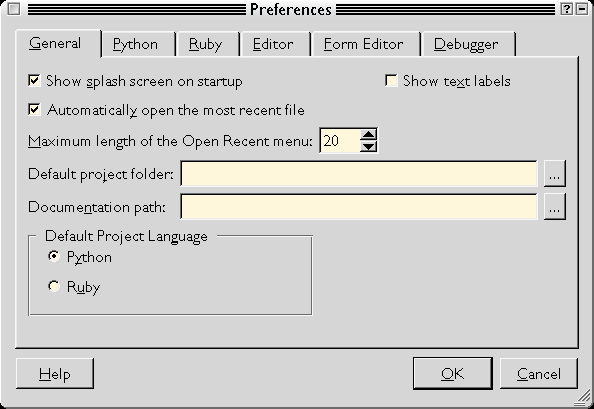 Preferences
General Python Ruby Editor Form Editor Debugger
Show splash screen on startup Show text labels
Automatically open the most recent file
Maximum length of the Open Recent menu: 20
Default project folder: ...
Documentation path: ...
Default Project Language
Python
Ruby
Help OK Cancel